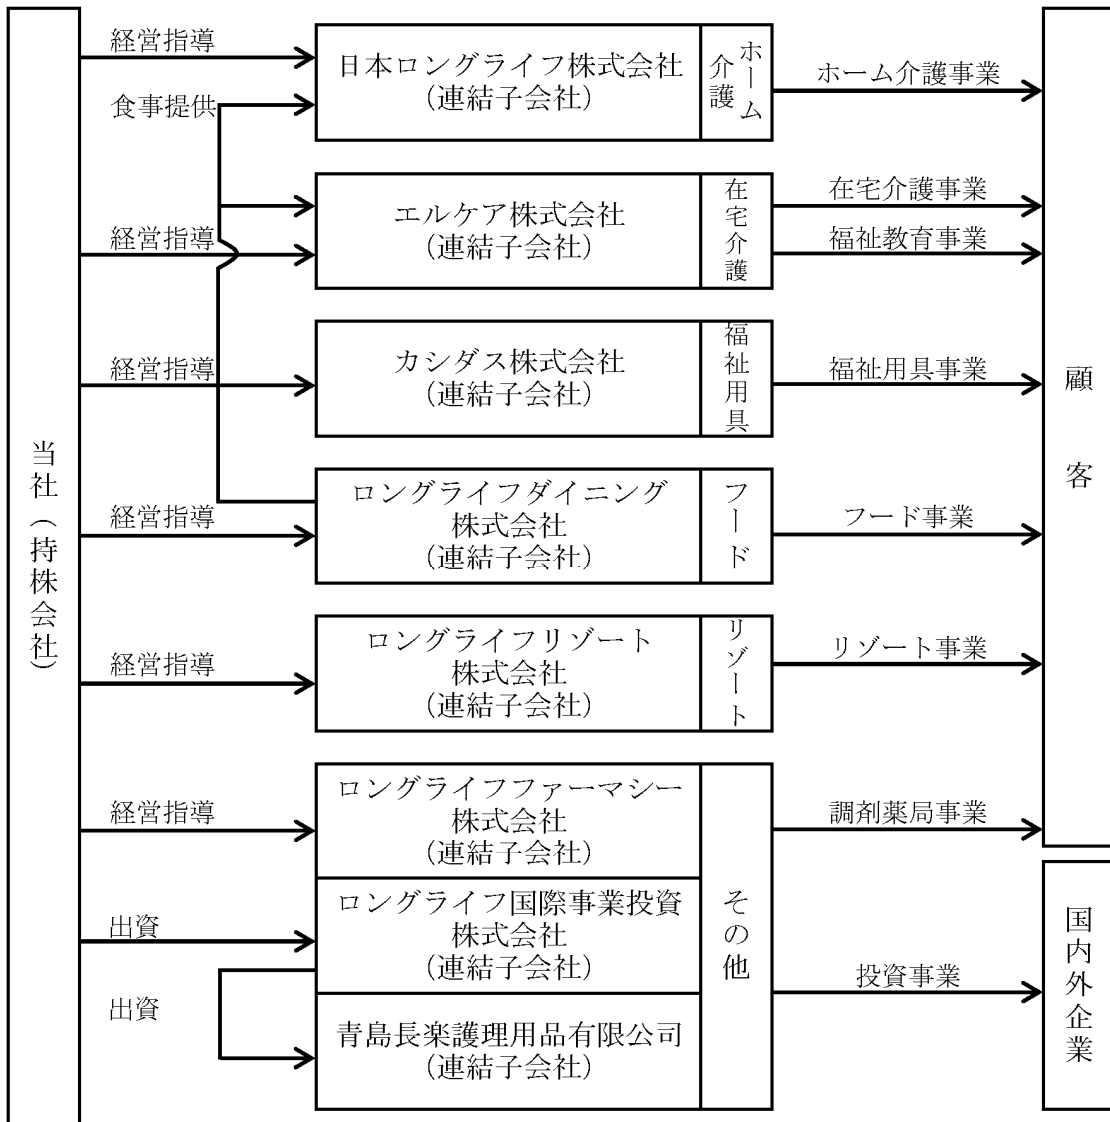 当社（持株会社）
経営指導
日本ロングライフ株式会社
（連結子会社）
ホーム
介護
ホーム介護事業
食事提供
エルケア株式会社
（連結子会社）
在宅介護
在宅介護事業
経営指導
福祉教育事業
経営指導
カシダス株式会社
（連結子会社）
福祉用具
福祉用具事業
経営指導
ロングライフダイニング
株式会社
（連結子会社）
フード
フード事業
経営指導
ロングライフリゾート
株式会社
（連結子会社）
リゾート
リゾート事業
経営指導
ロングライフファーマシー
株式会社
（連結子会社）
調剤薬局事業
出資
ロングライフ国際事業投資
株式会社
（連結子会社）
その他
投資事業
出資
青島長楽護理用品有限公司
（連結子会社）
顧客
国内外企業